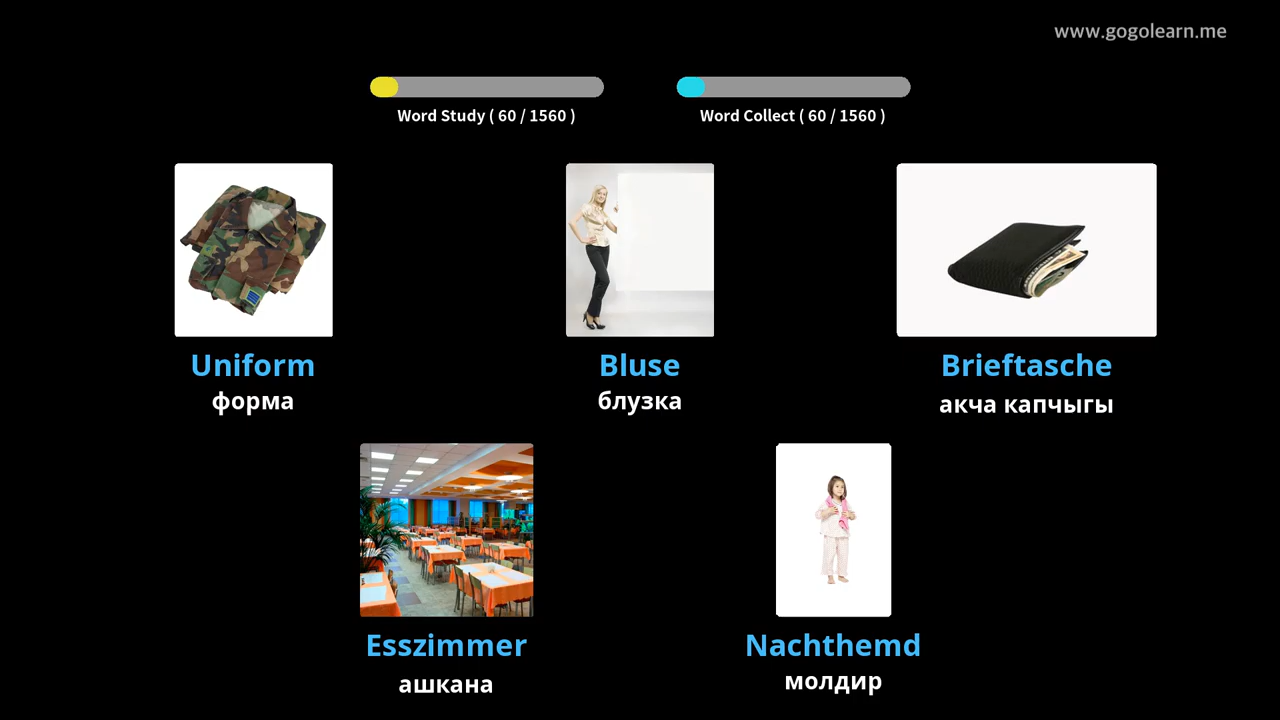 www.gogolearn.me
Word Study ( 60 / 1560 )
Word Collect ( 60 / 1560 )
Uniform
форма
Bluse
блузка
Brieftasche
акча капчыгы
Esszimmer
ашкана
Nachthemd
молдир